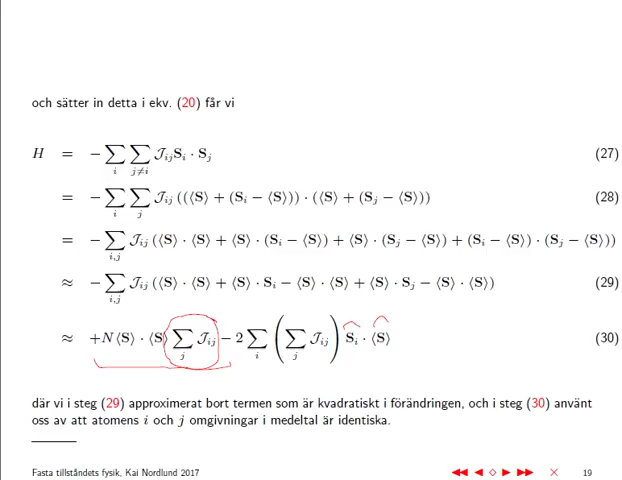 och sätter in detta i ekv. (20) får vi
H = −∑_i ∑_{j≠i} 𝒥_{ij} S_i · S_j (27)
= −∑_i ∑_j 𝒥_{ij} ((⟨S⟩ + (S_i − ⟨S⟩)) · (⟨S⟩ + (S_j − ⟨S⟩))) (28)
= −∑_{i,j} 𝒥_{ij} (⟨S⟩ · ⟨S⟩ + ⟨S⟩ · (S_i − ⟨S⟩) + ⟨S⟩ · (S_j − ⟨S⟩) + (S_i − ⟨S⟩) · (S_j − ⟨S⟩))
≈ −∑_{i,j} 𝒥_{ij} (⟨S⟩ · ⟨S⟩ + ⟨S⟩ · S_i − ⟨S⟩ · ⟨S⟩ + ⟨S⟩ · S_j − ⟨S⟩ · ⟨S⟩) (29)
≈ +N⟨S⟩ · ⟨S⟩ ∑_j 𝒥_{ij} − 2 ∑_i (∑_j 𝒥_{ij}) S_i · ⟨S⟩ (30)
där vi i steg (29) approximerat bort termen som är kvadratiskt i förändringen, och i steg (30) använt
oss av att atomens i och j omgivningar i medeltal är identiska.
Fasta tillståndets fysik, Kai Nordlund 2017 19